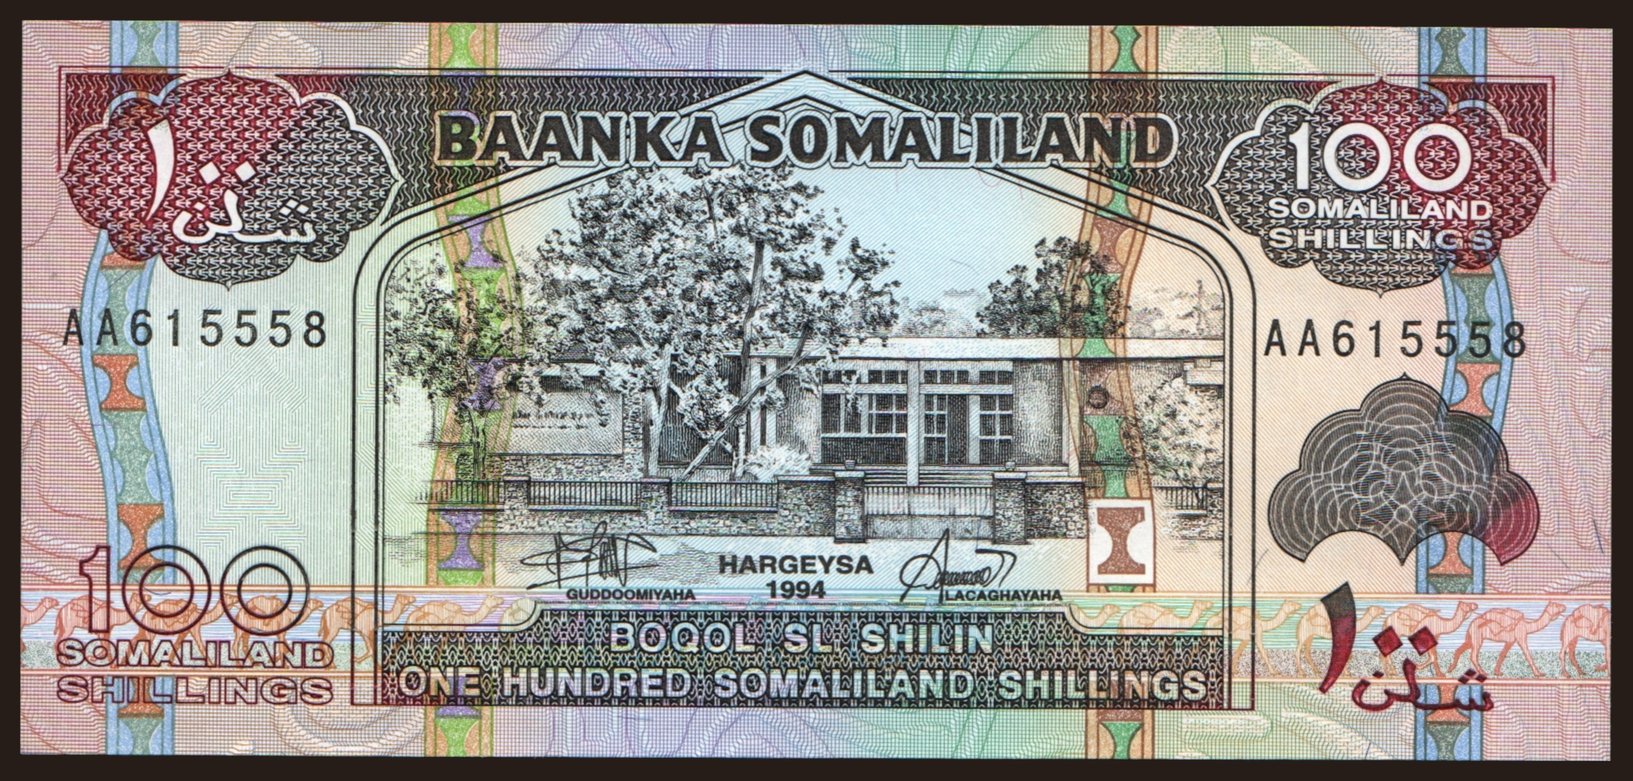 BAANKA SOMALILAND
١٠٠
شلن
100
SOMALILAND
SHILLINGS
AA615558
AA615558
HARGEYSA
1994
GUDDOOMIYAHA
LACAGHAYAHA
100
SOMALILAND
SHILLINGS
BOQOL SL SHILIN
ONE HUNDRED SOMALILAND SHILLINGS
١٠٠
شلن